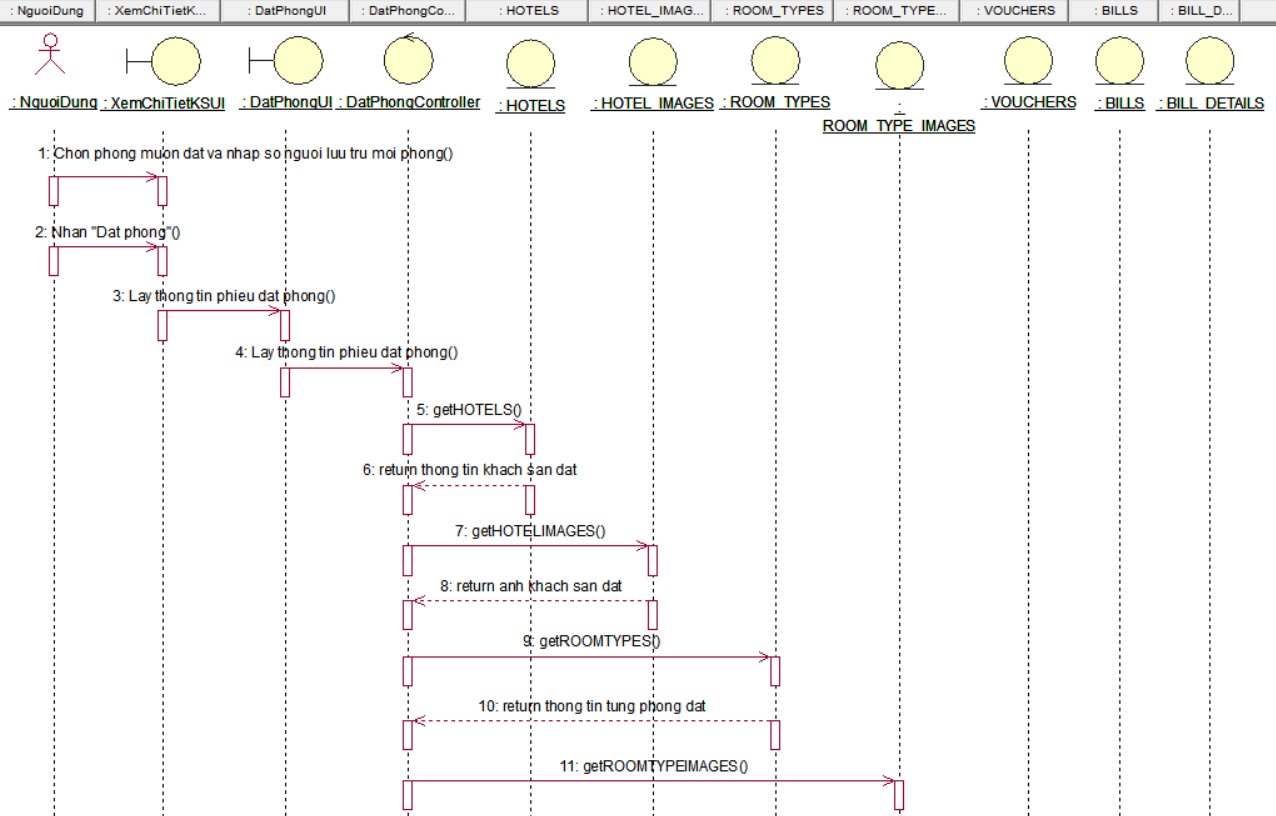 : NguoiDung : XemChiTietK... : DatPhongUI : DatPhongCo... : HOTELS : HOTEL_IMAG... : ROOM_TYPES : ROOM_TYPE... : VOUCHERS : BILLS : BILL_D...
: NguoiDung : XemChiTietKSUI : DatPhongUI : DatPhongController : HOTELS : HOTEL_IMAGES : ROOM_TYPES : VOUCHERS : BILLS : BILL_DETAILS
:
ROOM_TYPE_IMAGES
1: Chon phong muon dat va nhap so nguoi luu tru moi phong()
2: Nhan "Dat phong"()
3: Lay thong tin phieu dat phong()
4: Lay thong tin phieu dat phong()
5: getHOTELS()
6: return thong tin khach san dat
7: getHOTELIMAGES()
8: return anh khach san dat
9: getROOMTYPES()
10: return thong tin tung phong dat
11: getROOMTYPEIMAGES()